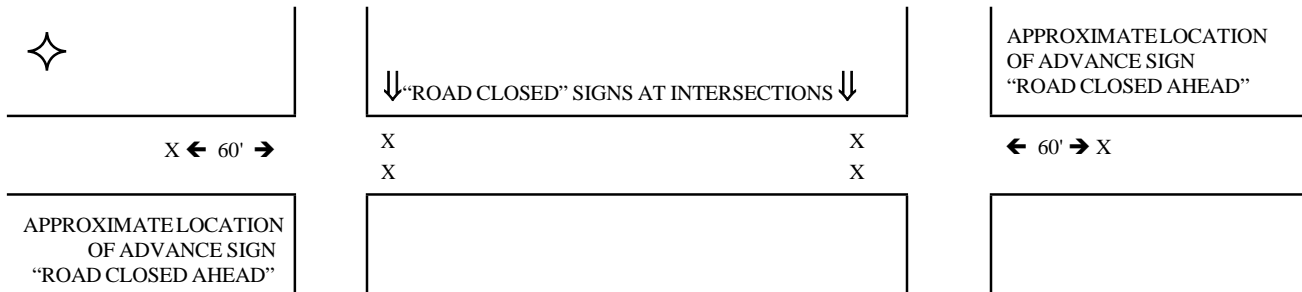 APPROXIMATE LOCATION
OF ADVANCE SIGN
“ROAD CLOSED AHEAD”
⇓“ROAD CLOSED” SIGNS AT INTERSECTIONS⇓
X 🡸 60' 🡺
X
X
X
X
🡸 60' 🡺 X
APPROXIMATE LOCATION
OF ADVANCE SIGN
“ROAD CLOSED AHEAD”